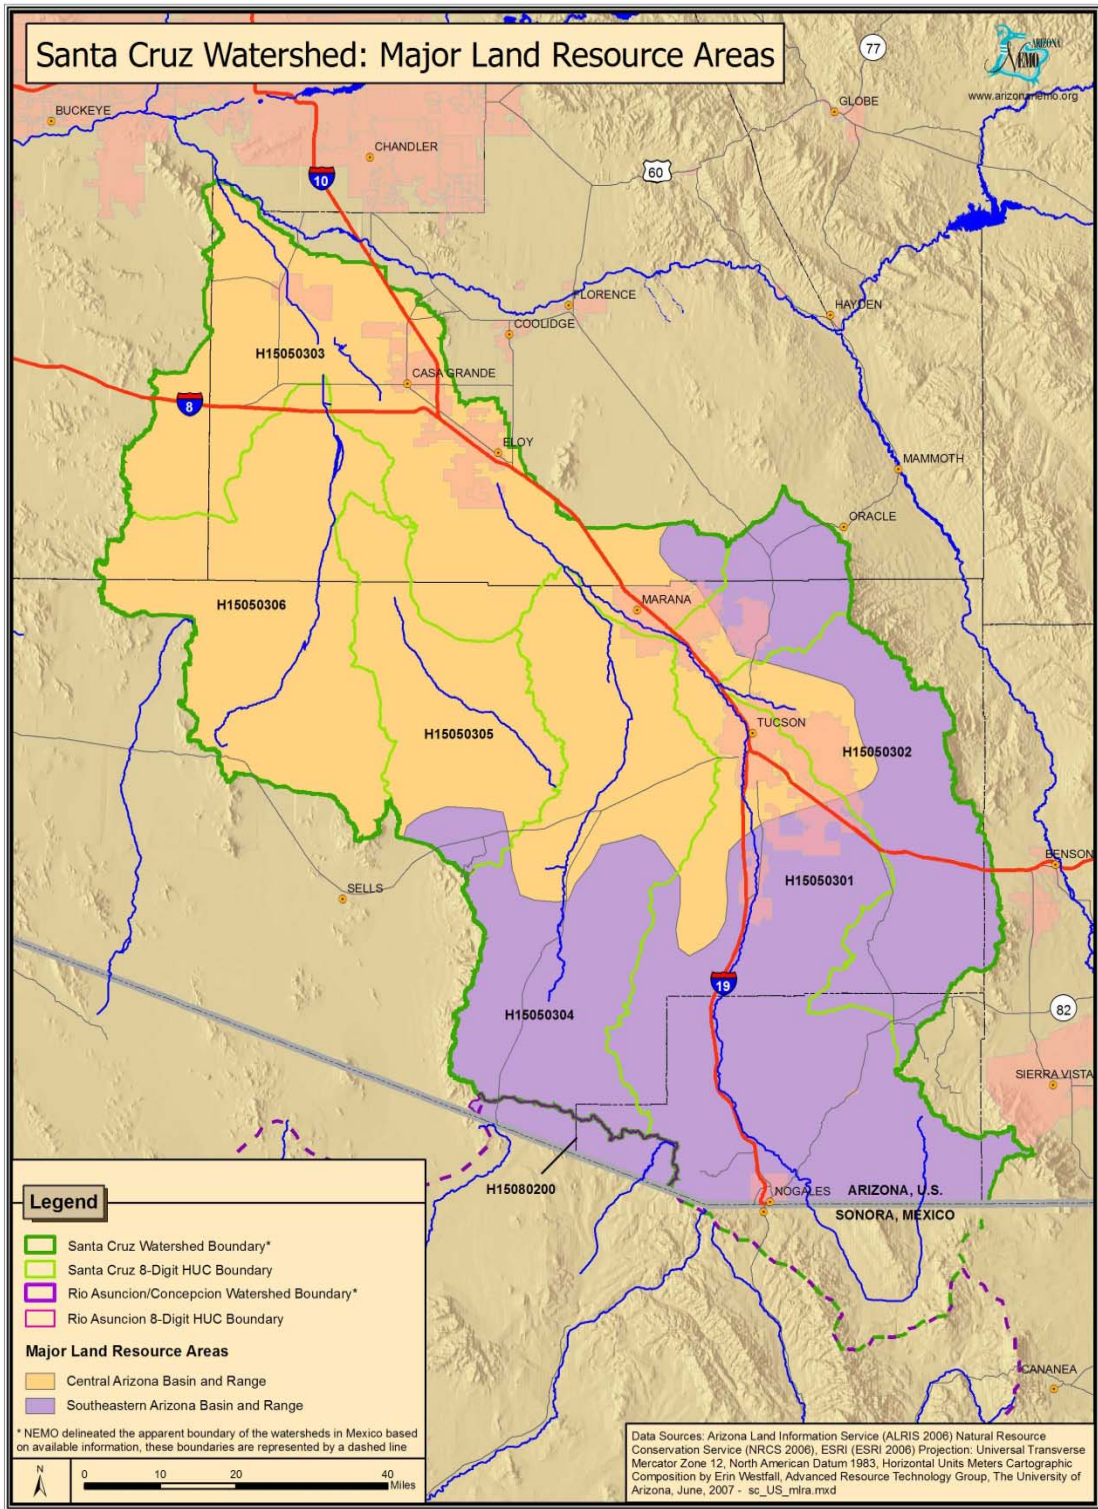 Santa Cruz Watershed: Major Land Resource Areas
77
ARIZONA
NEMO
www.arizonanemo.org
BUCKEYE
GLOBE
CHANDLER
10
60
FLORENCE
HAYDEN
COOLIDGE
H15050303
CASA GRANDE
8
ELOY
MAMMOTH
ORACLE
MARANA
H15050306
TUCSON
H15050305
H15050302
BENSON
H15050301
SELLS
19
H15050304
82
SIERRA VISTA
H15080200
NOGALES
ARIZONA, U.S.
SONORA, MEXICO
CANANEA
Legend
Santa Cruz Watershed Boundary*
Santa Cruz 8-Digit HUC Boundary
Rio Asuncion/Concepcion Watershed Boundary*
Rio Asuncion 8-Digit HUC Boundary
Major Land Resource Areas
Central Arizona Basin and Range
Southeastern Arizona Basin and Range
* NEMO delineated the apparent boundary of the watersheds in Mexico based
on available information, these boundaries are represented by a dashed line
N
0 10 20 40
Miles
Data Sources: Arizona Land Information Service (ALRIS 2006) Natural Resource
Conservation Service (NRCS 2006), ESRI (ESRI 2006) Projection: Universal Transverse
Mercator Zone 12, North American Datum 1983, Horizontal Units Meters Cartographic
Composition by Erin Westfall, Advanced Resource Technology Group, The University of
Arizona, June, 2007 - sc_US_mlra.mxd